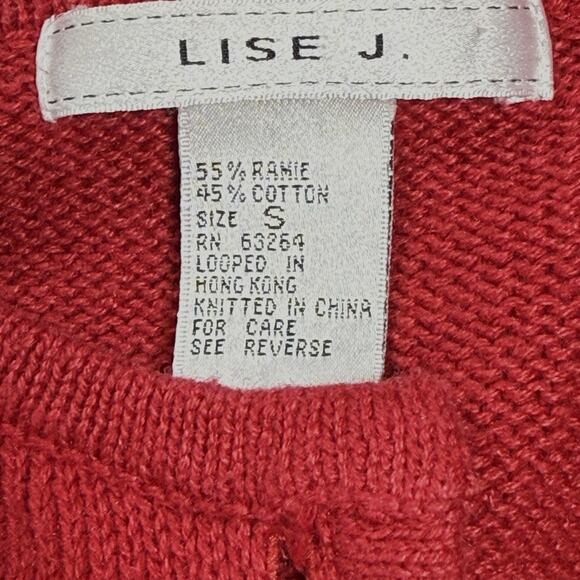 LISE J.
55% RAMIE
45% COTTON
SIZE S
RN 63264
LOOPED IN
HONG KONG
KNITTED IN CHINA
FOR CARE
SEE REVERSE